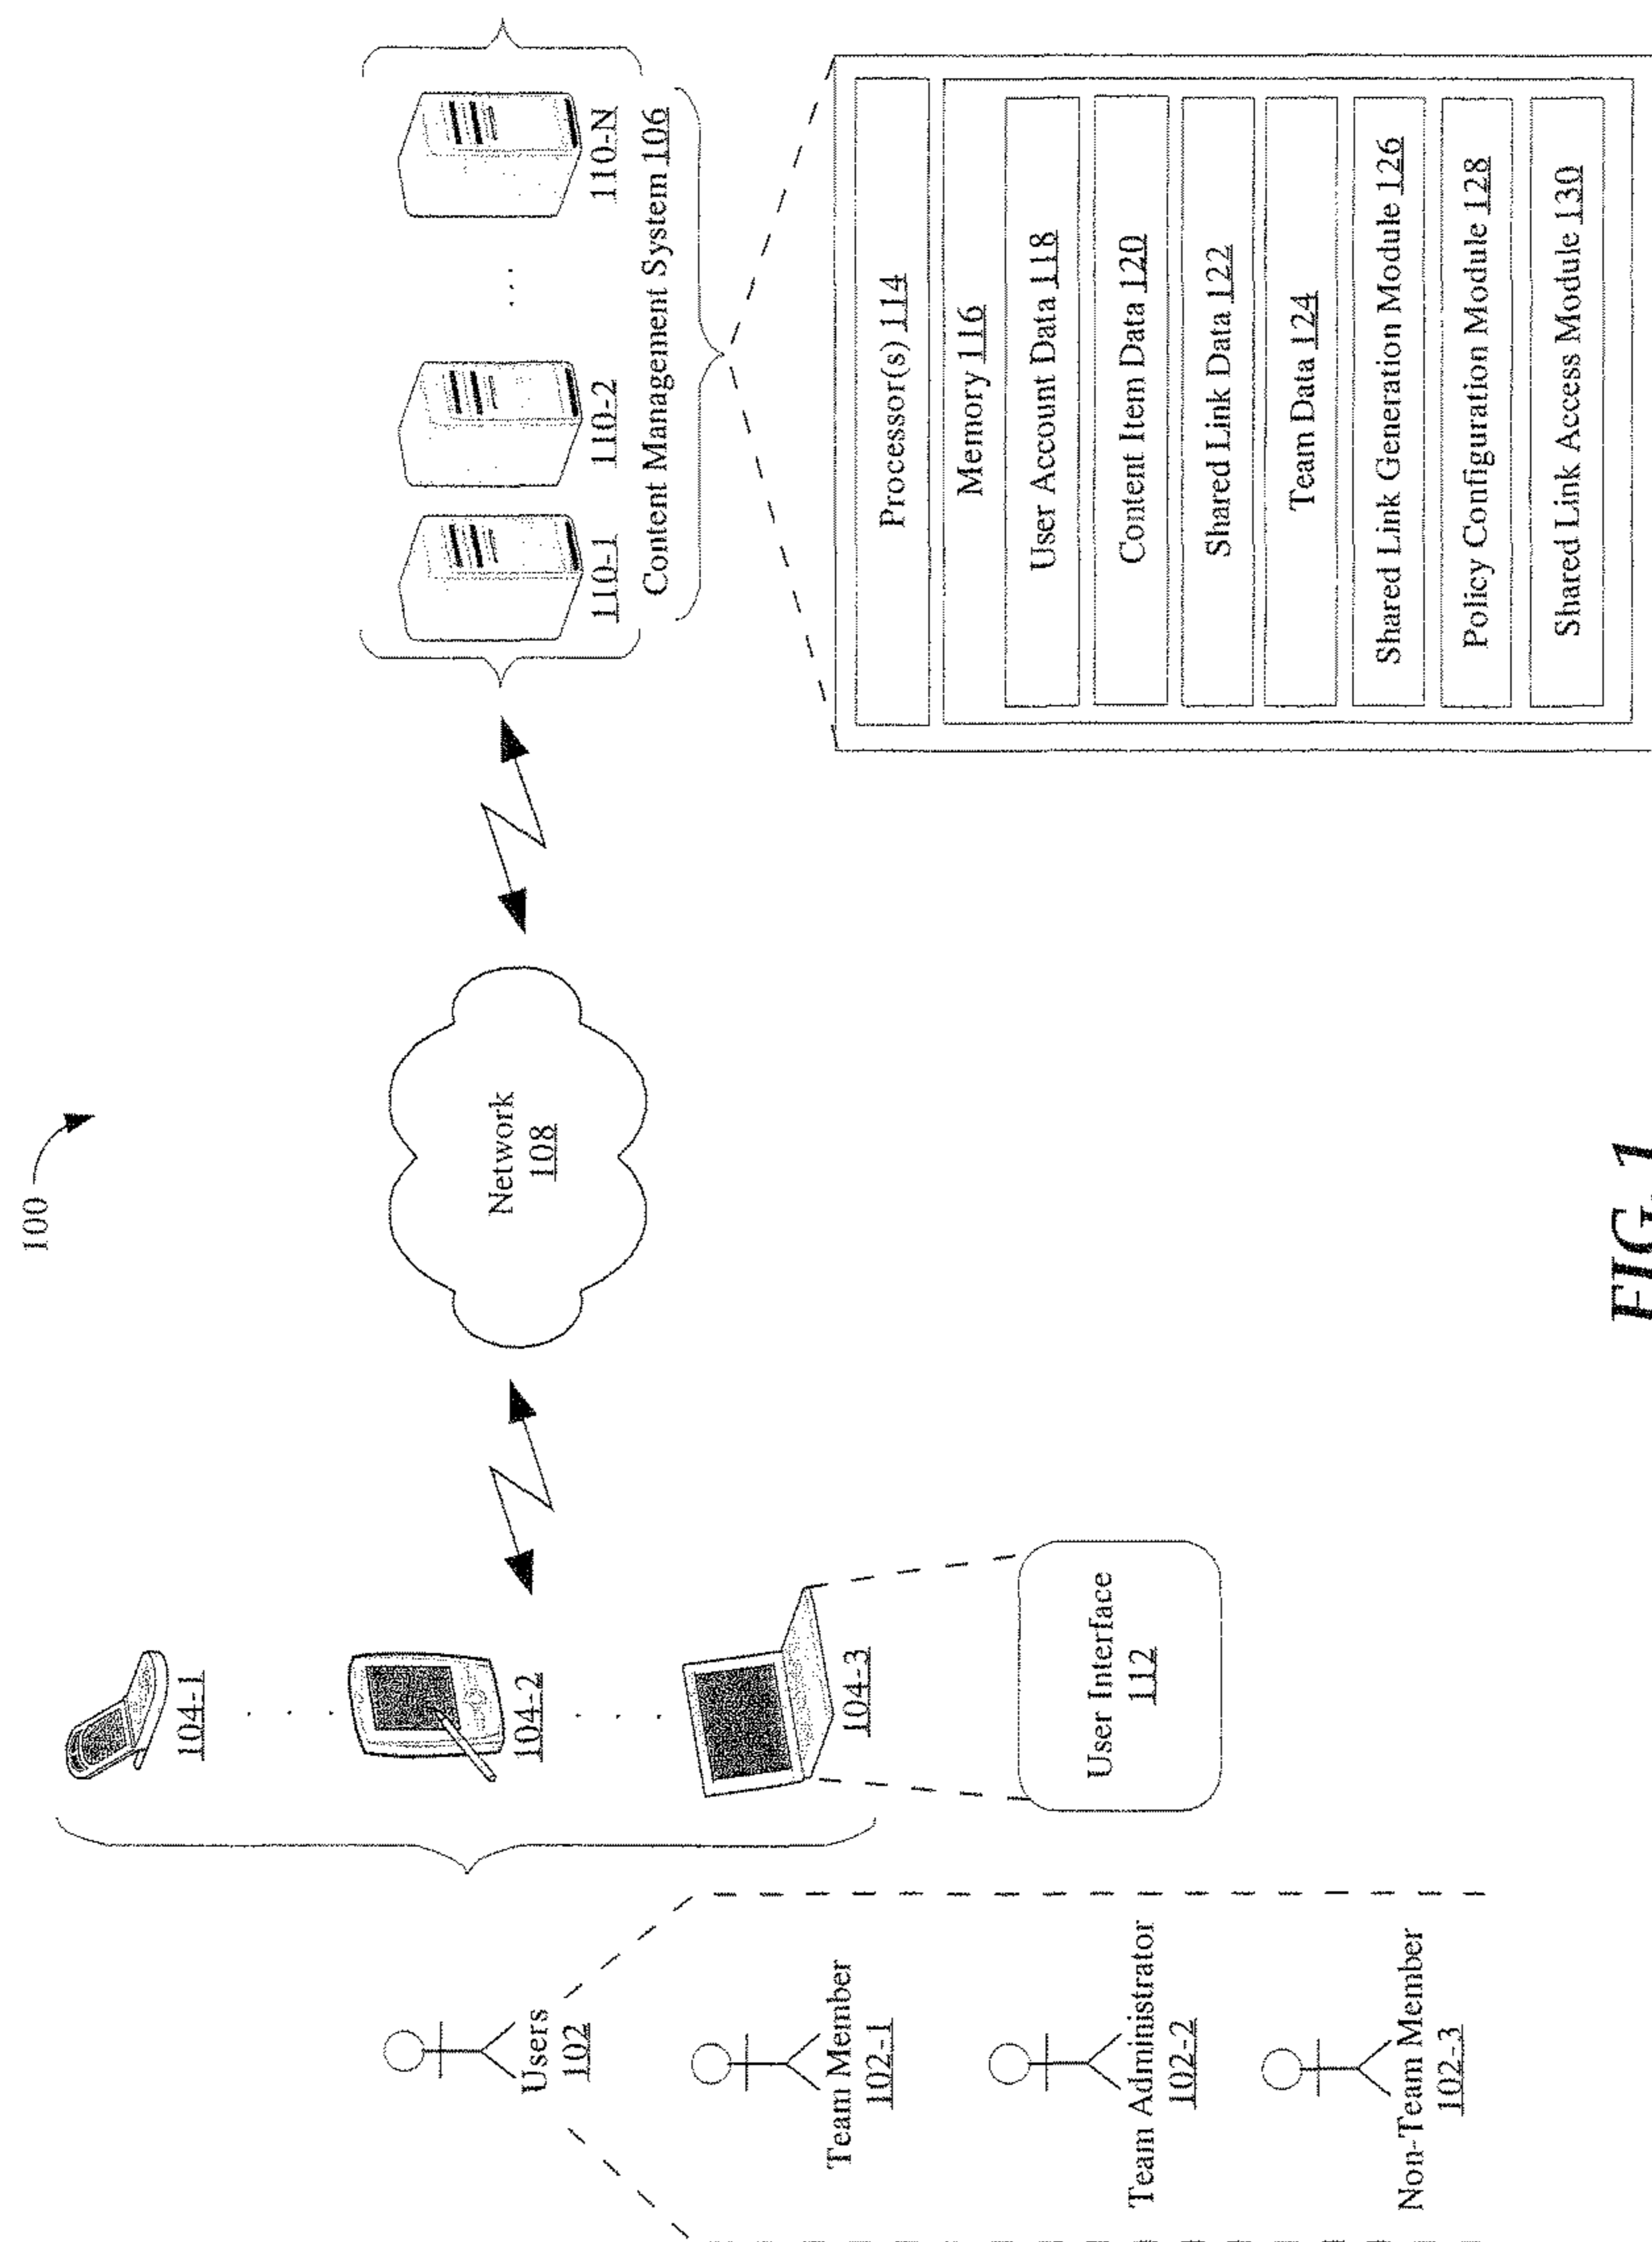 100
Users
102
Team Member
102-1
Team Administrator
102-2
Non-Team Member
102-3
104-1
104-2
104-3
User Interface
112
Network
108
110-1
110-2
...
110-N
Content Management System 106
Processor(s) 114
Memory 116
User Account Data 118
Content Item Data 120
Shared Link Data 122
Team Data 124
Shared Link Generation Module 126
Policy Configuration Module 128
Shared Link Access Module 130
FIG. 1